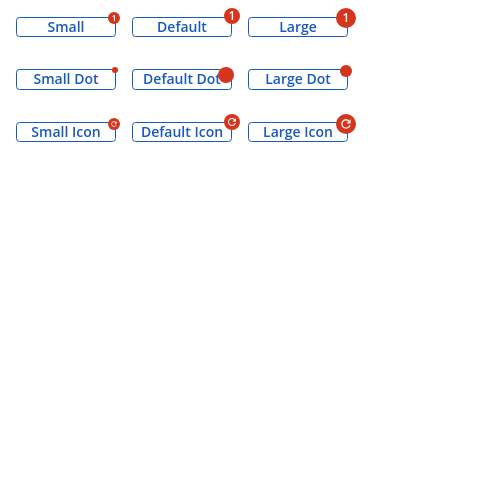 Small 1 Default 1 Large 1
Small Dot Default Dot Large Dot
Small Icon Default Icon Large Icon